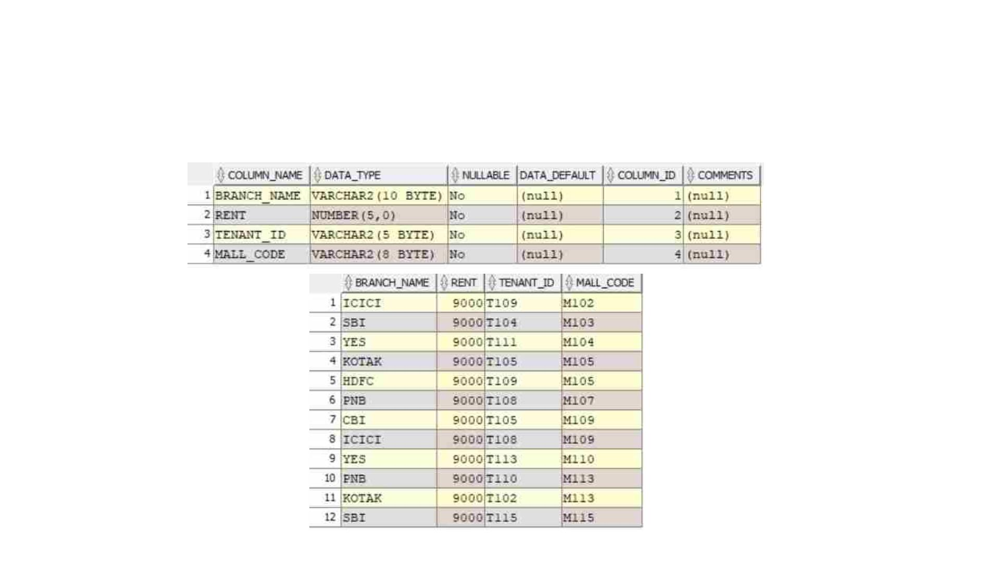 COLUMN_NAME DATA_TYPE NULLABLE DATA_DEFAULT COLUMN_ID COMMENTS
1 BRANCH_NAME VARCHAR2(10 BYTE) No (null) 1 (null)
2 RENT NUMBER(5,0) No (null) 2 (null)
3 TENANT_ID VARCHAR2(5 BYTE) No (null) 3 (null)
4 MALL_CODE VARCHAR2(8 BYTE) No (null) 4 (null)
BRANCH_NAME RENT TENANT_ID MALL_CODE
1 ICICI 9000 T109 M102
2 SBI 9000 T104 M103
3 YES 9000 T111 M104
4 KOTAK 9000 T105 M105
5 HDFC 9000 T109 M105
6 PNB 9000 T108 M107
7 CBI 9000 T105 M109
8 ICICI 9000 T108 M109
9 YES 9000 T113 M110
10 PNB 9000 T110 M113
11 KOTAK 9000 T102 M113
12 SBI 9000 T115 M115